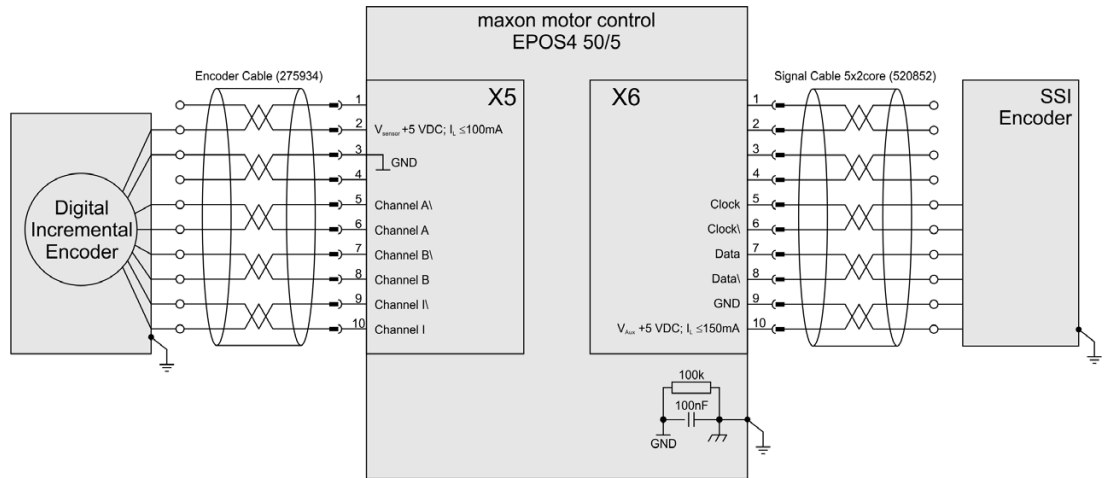 maxon motor control
EPOS4 50/5
Encoder Cable (275934)
Signal Cable 5x2core (520852)
X5
X6
SSI
Encoder
Digital
Incremental
Encoder
1
2 Vsensor +5 VDC; IL ≤100mA
3 GND
4
5 Channel A\
6 Channel A
7 Channel B\
8 Channel B
9 Channel I\
10 Channel I
1
2
3
4
Clock 5
Clock\ 6
Data 7
Data\ 8
GND 9
VAux +5 VDC; IL ≤150mA 10
100k
100nF
GND